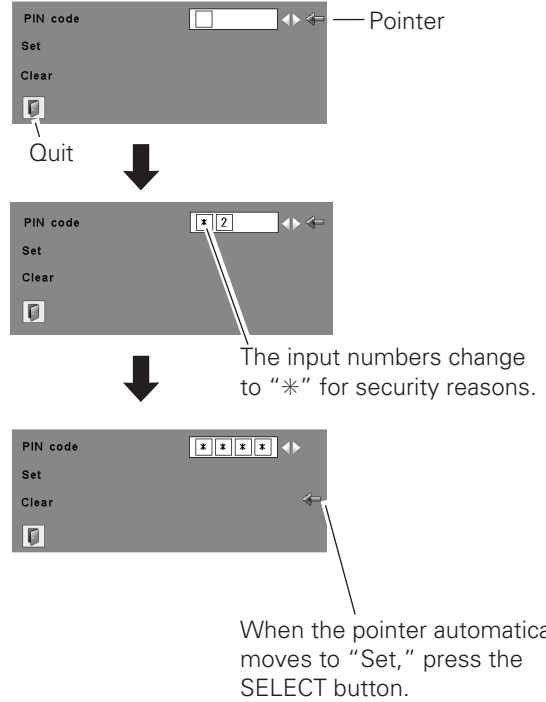 PIN code
Pointer
Set
Clear
Quit
PIN code * 2
Set
Clear
The input numbers change
to “✳” for security reasons.
PIN code * * * *
Set
Clear
When the pointer automatica
moves to “Set,” press the
SELECT button.